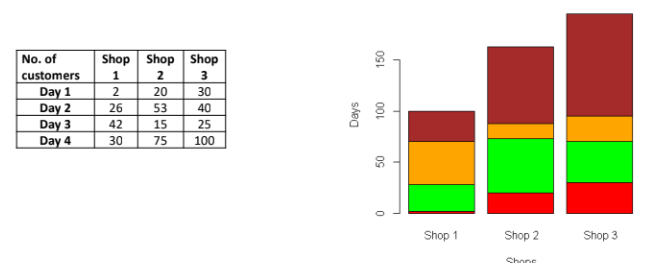 No. of customers Shop 1 Shop 2 Shop 3
Day 1 2 20 30
Day 2 26 53 40
Day 3 42 15 25
Day 4 30 75 100
150
100
50
0
Days
Shop 1 Shop 2 Shop 3
Shops